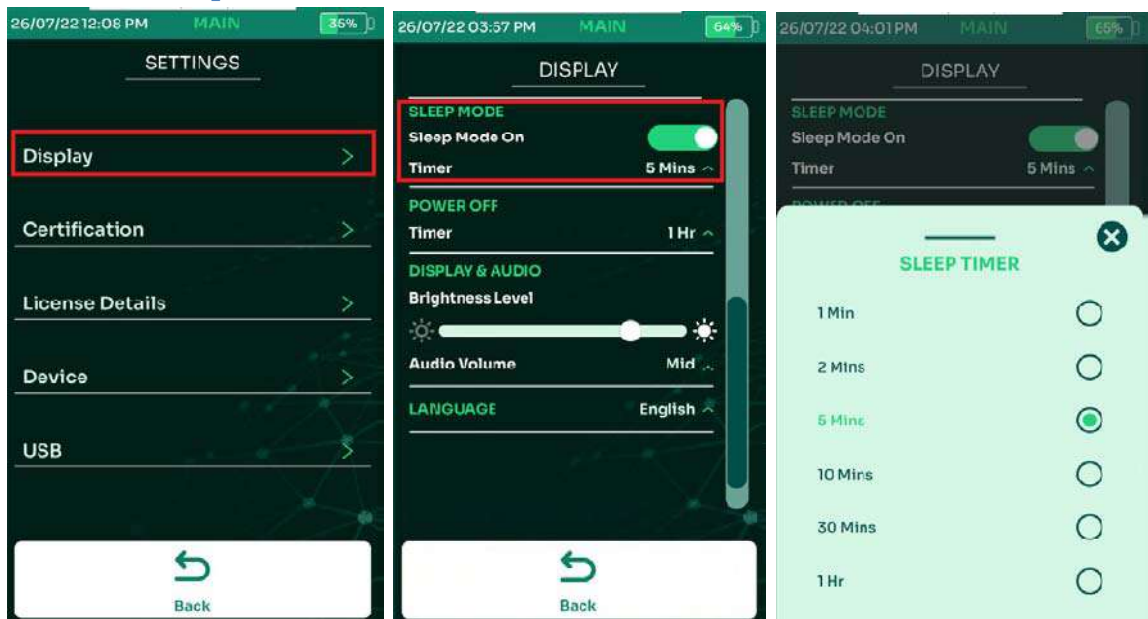 26/07/22 12:08 PM MAIN 35%
SETTINGS
Display
Certification
License Details
Device
USB
Back
26/07/22 03:57 PM MAIN 64%
DISPLAY
SLEEP MODE
Sleep Mode On
Timer 5 Mins
POWER OFF
Timer 1 Hr
DISPLAY & AUDIO
Brightness Level
Audio Volume Mid
LANGUAGE English
Back
26/07/22 04:01 PM MAIN 65%
DISPLAY
SLEEP MODE
Sleep Mode On
Timer 5 Mins
POWER OFF
SLEEP TIMER
1 Min
2 Mins
5 Mins
10 Mins
30 Mins
1 Hr